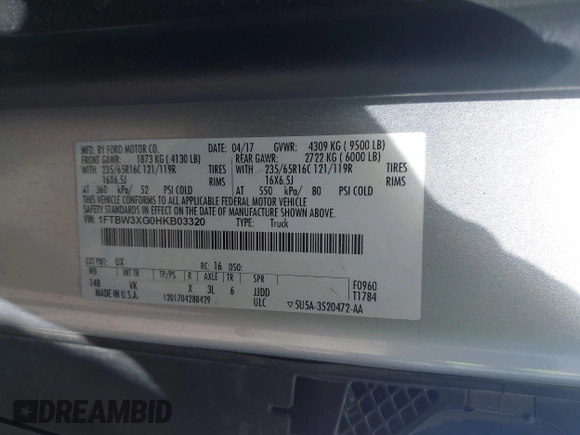 MFD. BY FORD MOTOR CO. DATE: 04/17 GVWR: 4309 KG ( 9500 LB)
FRONT GAWR: 1873 KG ( 4130 LB) REAR GAWR: 2722 KG ( 6000 LB)
WITH 235/65R16C 121/119R TIRES WITH 235/65R16C 121/119R TIRES
16X6.5J RIMS 16X6.5J RIMS
AT 360 kPa/ 52 PSI COLD AT 550 kPa/ 80 PSI COLD
THIS VEHICLE CONFORMS TO ALL APPLICABLE FEDERAL MOTOR VEHICLE
SAFETY STANDARDS IN EFFECT ON THE DATE OF MANUFACTURE SHOWN ABOVE.
VIN: 1FTBW3XG0HKB03320 TYPE: Truck
EXT PNT: UX RC: 16 DSO:
WB TP/PS R AXLE TR SPR
148 VK X 3L 6 JJDD F0960
MADE IN U.S.A. 1201704288429 ULC 5U5A-3520472-AA T1784
DREAMBID